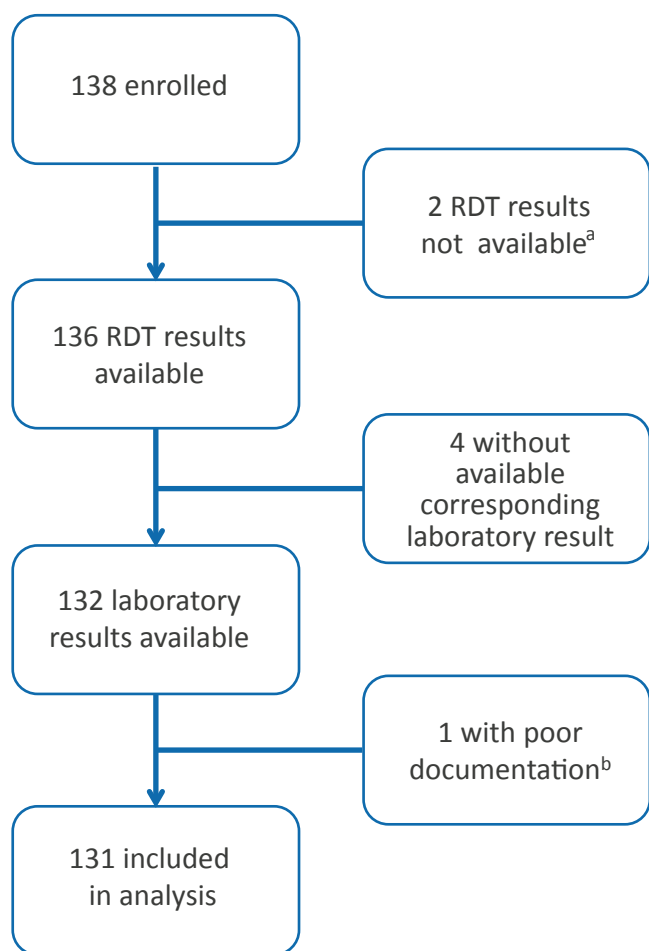 138 enrolled
2 RDT results
not available^a
136 RDT results
available
4 without
available
corresponding
laboratory result
132 laboratory
results available
1 with poor
documentation^b
131 included
in analysis